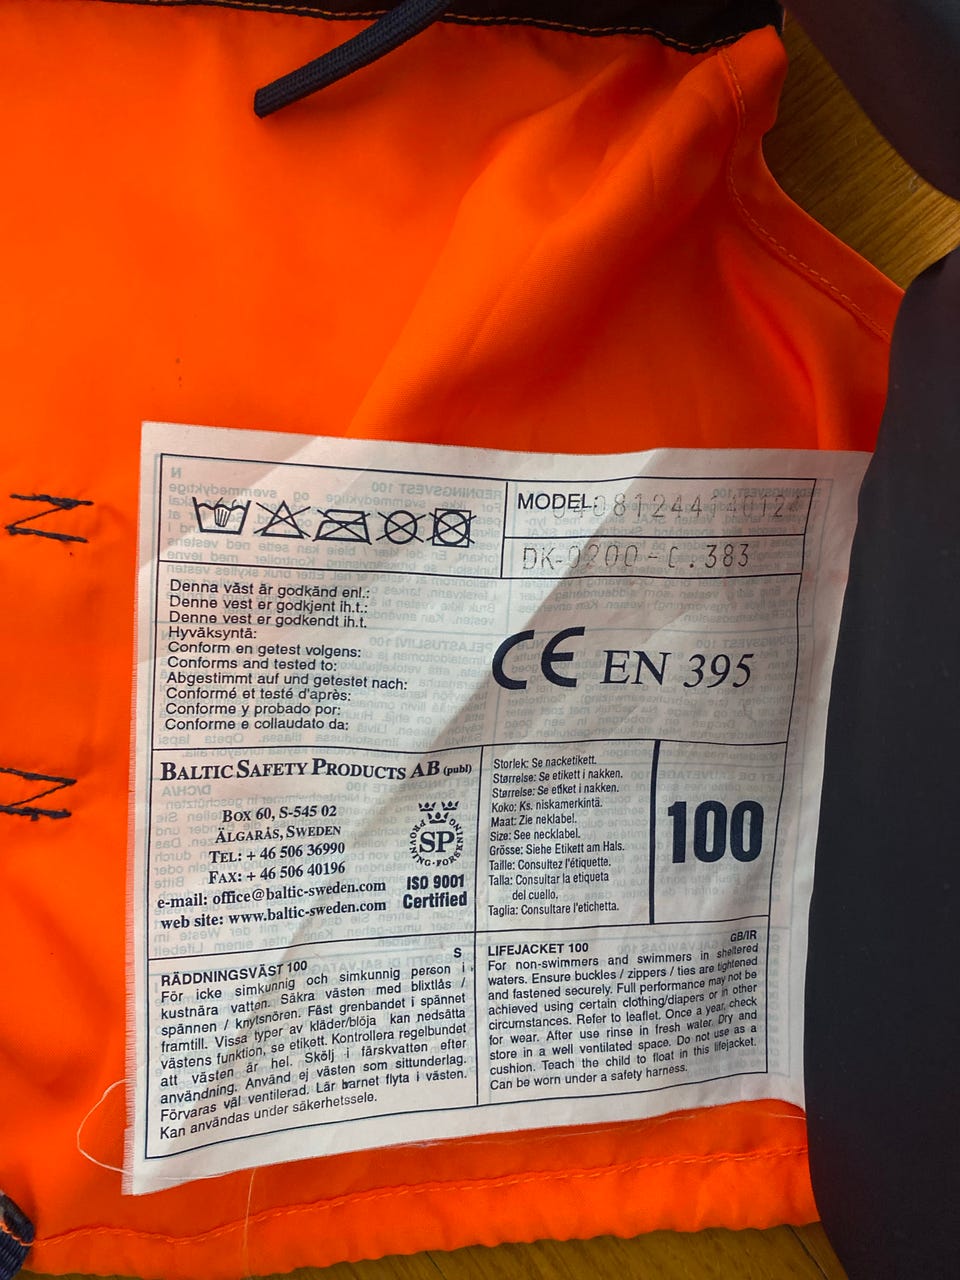 MODEL
DK-0200-C.383
Denna väst är godkänd enl.:
Denne vest er godkjent ih.t.:
Denne vest er godkendt ih.t.
Hyväksyntä:
Conform en getest volgens:
Conforms and tested to:
Abgestimmt auf und getestet nach:
Conformé et testé d'après:
Conforme y probado por:
Conforme e collaudato da:
CE EN 395
BALTIC SAFETY PRODUCTS AB (publ)
BOX 60, S-545 02
ÄLGARÅS, SWEDEN
TEL: + 46 506 36990
FAX: + 46 506 40196
e-mail: office@baltic-sweden.com
web site: www.baltic-sweden.com
PROVNING·FORSKNING
SP
ISO 9001
Certified
Storlek: Se nacketikett.
Størrelse: Se etikett i nakken.
Størrelse: Se etiket i nakken.
Koko: Ks. niskamerkintä.
Maat: Zie neklabel.
Size: See necklabel.
Grösse: Siehe Etikett am Hals.
Taille: Consultez l'étiquette.
Talla: Consultar la etiqueta
del cuello.
Taglia: Consultare l'etichetta.
100
RÄDDNINGSVÄST 100 S
För icke simkunnig och simkunnig person i
kustnära vatten. Säkra västen med blixtlås /
spännen / knytsnören. Fäst grenbandet i spännet
framtill. Vissa typer av kläder/blöja kan nedsätta
västens funktion, se etikett. Kontrollera regelbundet
att västen är hel. Skölj i färskvatten efter
användning. Använd ej västen som sittunderlag.
Förvaras väl ventilerad. Lär barnet flyta i västen.
Kan användas under säkerhetssele.
LIFEJACKET 100 GB/IR
For non-swimmers and swimmers in sheltered
waters. Ensure buckles / zippers / ties are tightened
and fastened securely. Full performance may not be
achieved using certain clothing/diapers or in other
circumstances. Refer to leaflet. Once a year, check
for wear. After use rinse in fresh water. Dry and
store in a well ventilated space. Do not use as a
cushion. Teach the child to float in this lifejacket.
Can be worn under a safety harness.